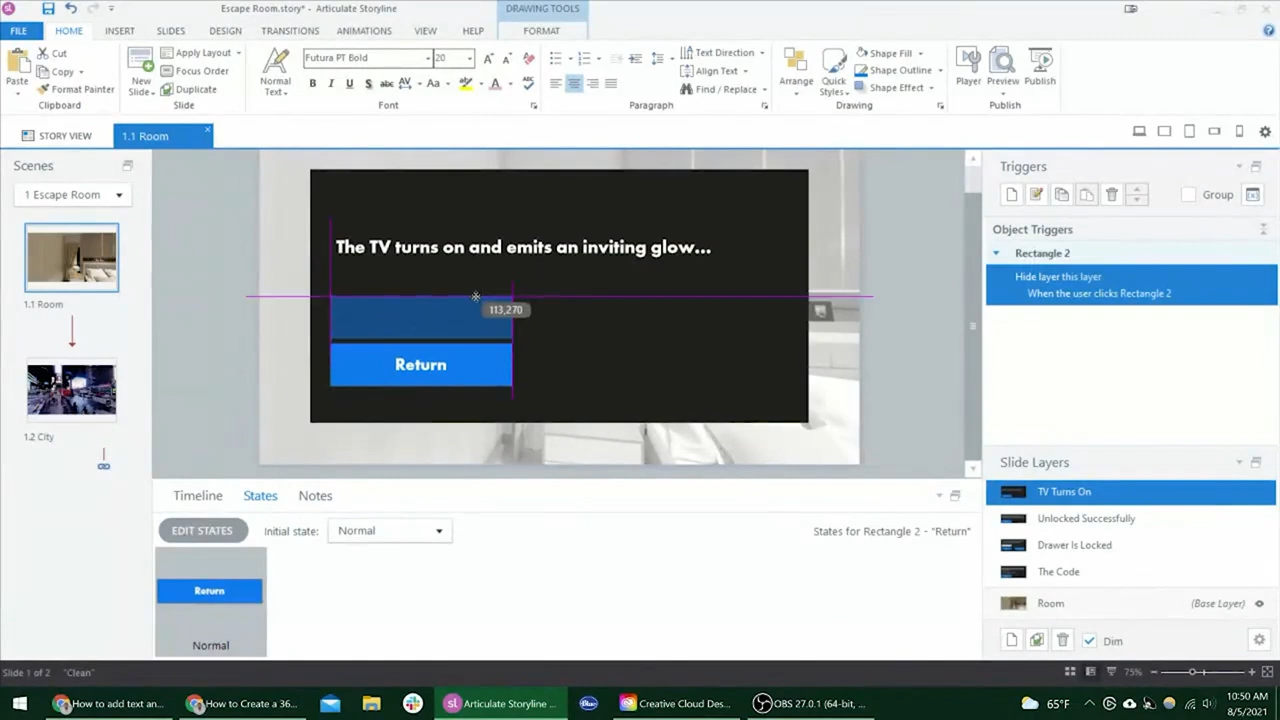 Escape Room.story* - Articulate Storyline
DRAWING TOOLS
FILE
HOME
INSERT
SLIDES
DESIGN
TRANSITIONS
ANIMATIONS
VIEW
HELP
FORMAT
Paste
Cut
Copy
Format Painter
Clipboard
New Slide
Apply Layout
Focus Order
Duplicate
Slide
Normal Text
Futura PT Bold
20
B I U S abc AV Aa A
Font
Paragraph
Text Direction
Align Text
Find / Replace
Arrange
Quick Styles
Shape Fill
Shape Outline
Shape Effect
Drawing
Player
Preview
Publish
Publish
STORY VIEW
1.1 Room
Scenes
1 Escape Room
1.1 Room
1.2 City
The TV turns on and emits an inviting glow...
113,270
Return
Triggers
Group
Object Triggers
Rectangle 2
Hide layer this layer
When the user clicks Rectangle 2
Timeline
States
Notes
EDIT STATES
Initial state:
Normal
States for Rectangle 2 - "Return"
Return
Normal
Slide Layers
TV Turns On
Unlocked Successfully
Drawer Is Locked
The Code
Room
(Base Layer)
Dim
Slide 1 of 2
"Clean"
75%
How to add text an...
How to Create a 36...
Articulate Storyline ...
Blue
Creative Cloud Des...
OBS 27.0.1 (64-bit, ...
65°F
10:50 AM
8/5/2021